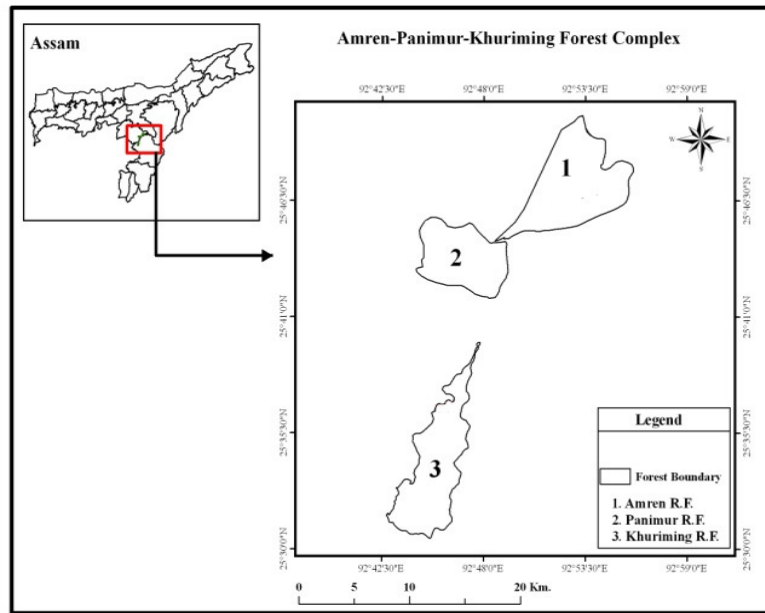 Assam
Amren-Panimur-Khuriming Forest Complex
92°42'30"E 92°48'0"E 92°53'30"E 92°59'0"E
N
W E
S
1
2
3
25°46'30"N
25°41'0"N
25°35'30"N
25°30'0"N
25°46'30"N
25°41'0"N
25°35'30"N
25°30'0"N
Legend
Forest Boundary
1. Amren R.F.
2. Panimur R.F.
3. Khuriming R.F.
92°42'30"E 92°48'0"E 92°53'30"E 92°59'0"E
0 5 10 20 Km.